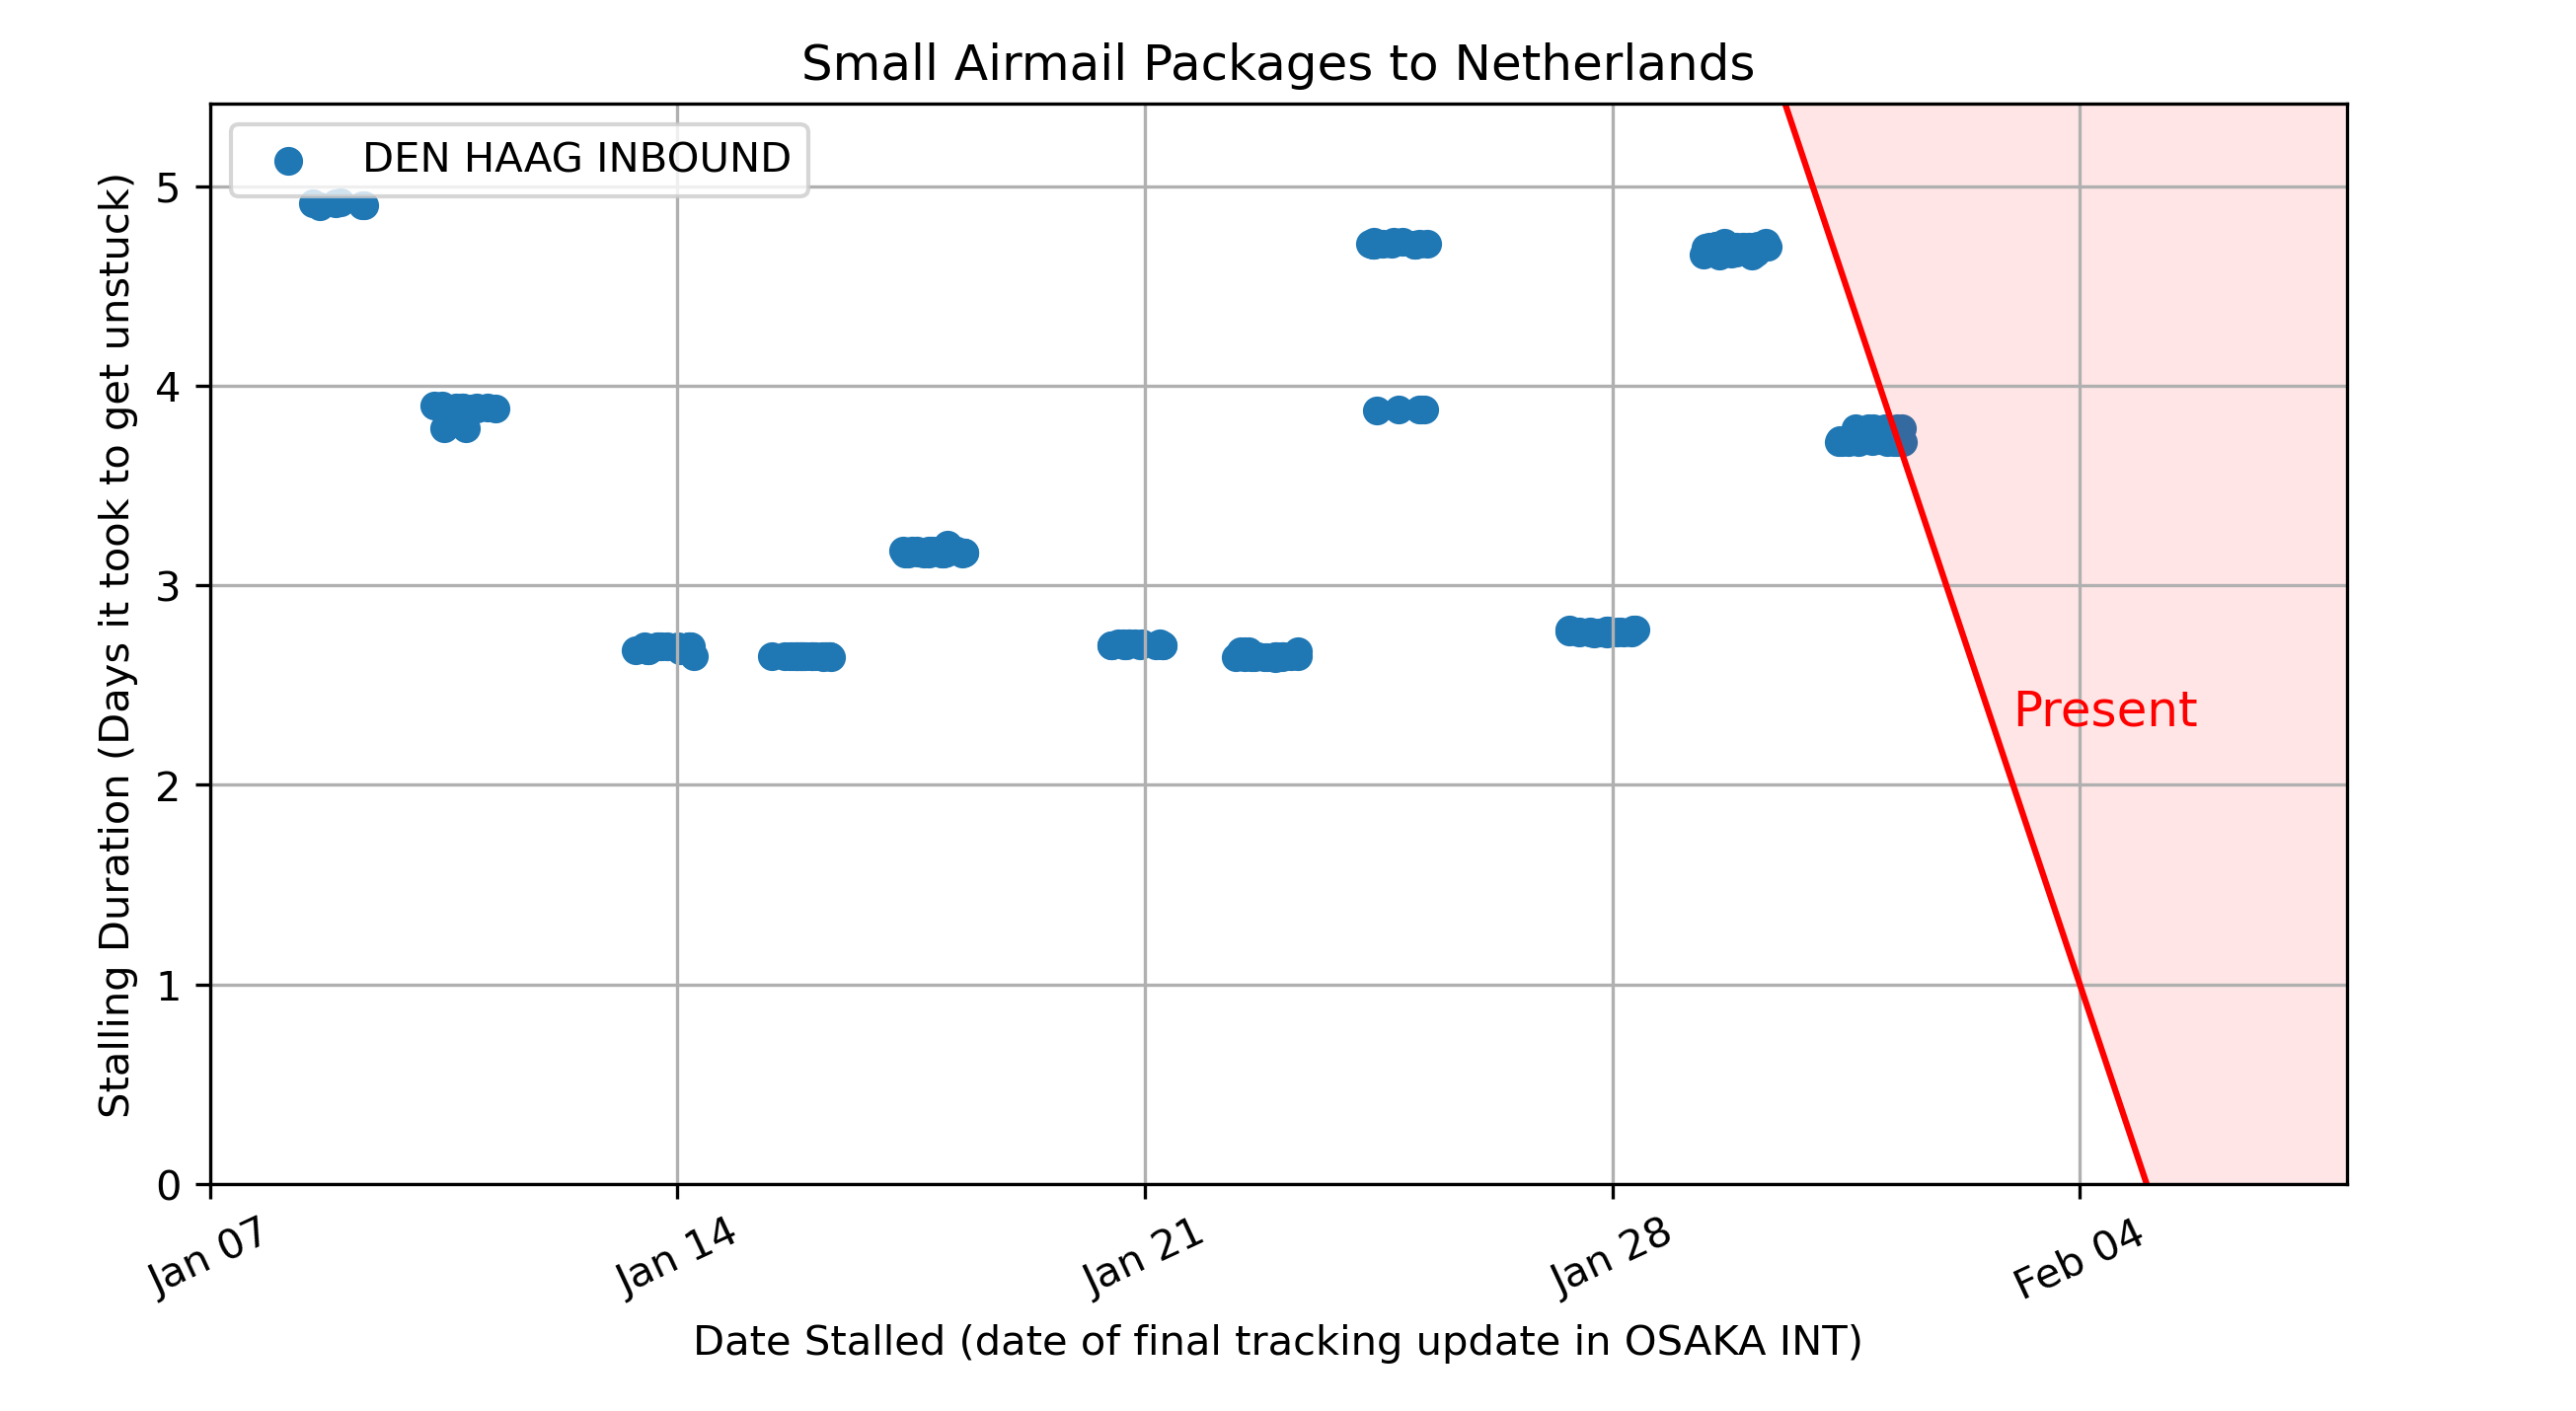 Small Airmail Packages to Netherlands
DEN HAAG INBOUND
Stalling Duration (Days it took to get unstuck)
5
4
3
2
1
0
Present
Jan 07
Jan 14
Jan 21
Jan 28
Feb 04
Date Stalled (date of final tracking update in OSAKA INT)